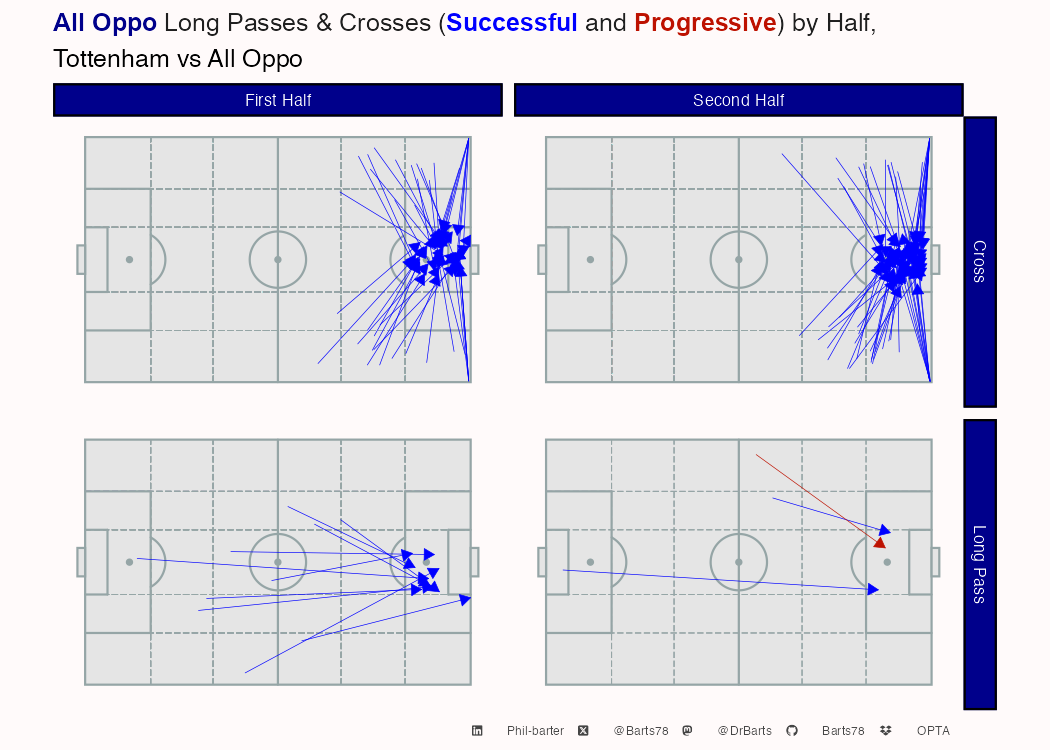 All Oppo Long Passes & Crosses (Successful and Progressive) by Half,
Tottenham vs All Oppo
First Half
Second Half
Cross
Long Pass
Phil-barter @Barts78 @DrBarts Barts78 OPTA